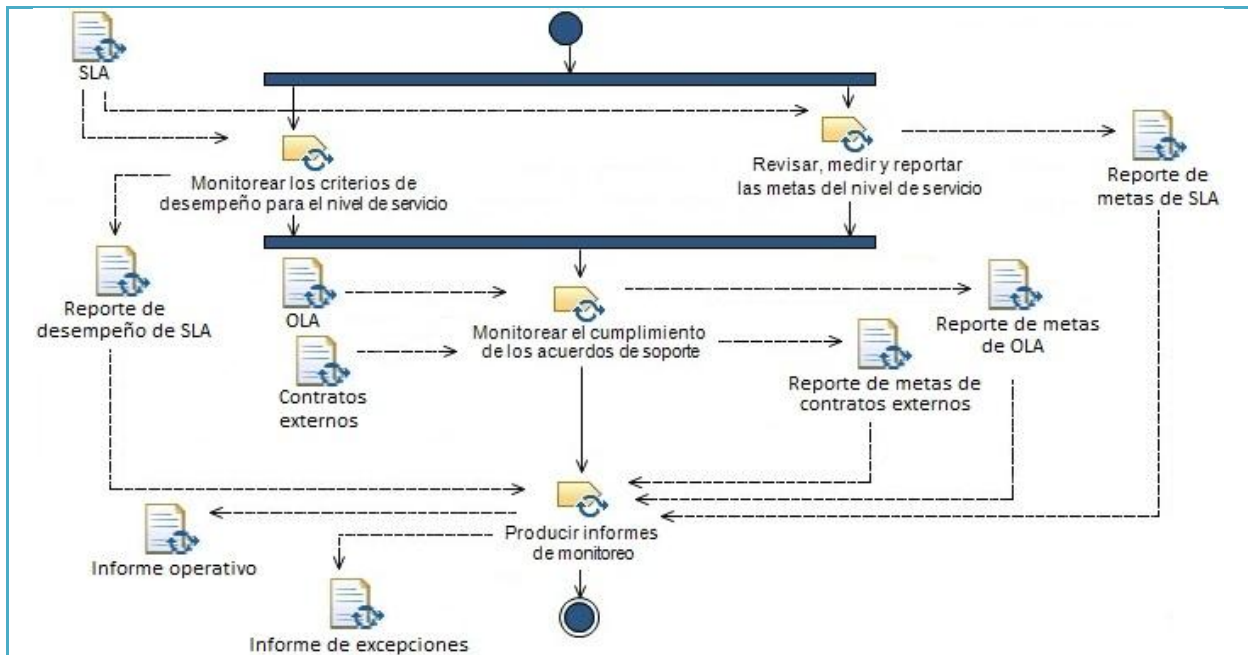 SLA
Monitorear los criterios de
desempeño para el nivel de servicio
Revisar, medir y reportar
las metas del nivel de servicio
Reporte de
metas de SLA
Reporte de
desempeño de SLA
OLA
Monitorear el cumplimiento
de los acuerdos de soporte
Reporte de metas
de OLA
Contratos
externos
Reporte de metas de
contratos externos
Producir informes
de monitoreo
Informe operativo
Informe de excepciones